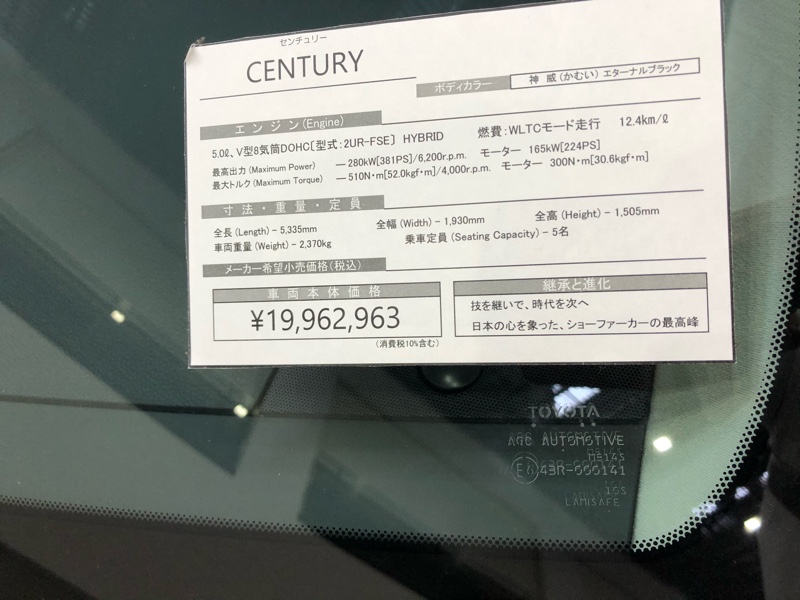 センチュリー
CENTURY
ボディカラー 神 威 (かむい) エターナルブラック
エ ン ジ ン (Engine)
5.0ℓ、V型8気筒DOHC〔型式:2UR-FSE〕 HYBRID 燃費:WLTCモード走行 12.4km/ℓ
最高出力 (Maximum Power) ― 280kW[381PS]/6,200r.p.m. モーター 165kW[224PS]
最大トルク (Maximum Torque) ― 510N・m[52.0kgf・m]/4,000r.p.m. モーター 300N・m[30.6kgf・m]
寸 法 ・ 重 量 ・ 定 員
全長 (Length) - 5,335mm 全幅 (Width) - 1,930mm 全高 (Height) - 1,505mm
車両重量 (Weight) - 2,370kg 乗車定員 (Seating Capacity) - 5名
メーカー希望小売価格(税込)
車 両 本 体 価 格
¥19,962,963
(消費税10%含む)
継承と進化
技を継いで、時代を次へ
日本の心を象った、ショーファーカーの最高峰
TOYOTA
AGC AUTOMOTIVE
M2145
43R-000141
LAMISAFE